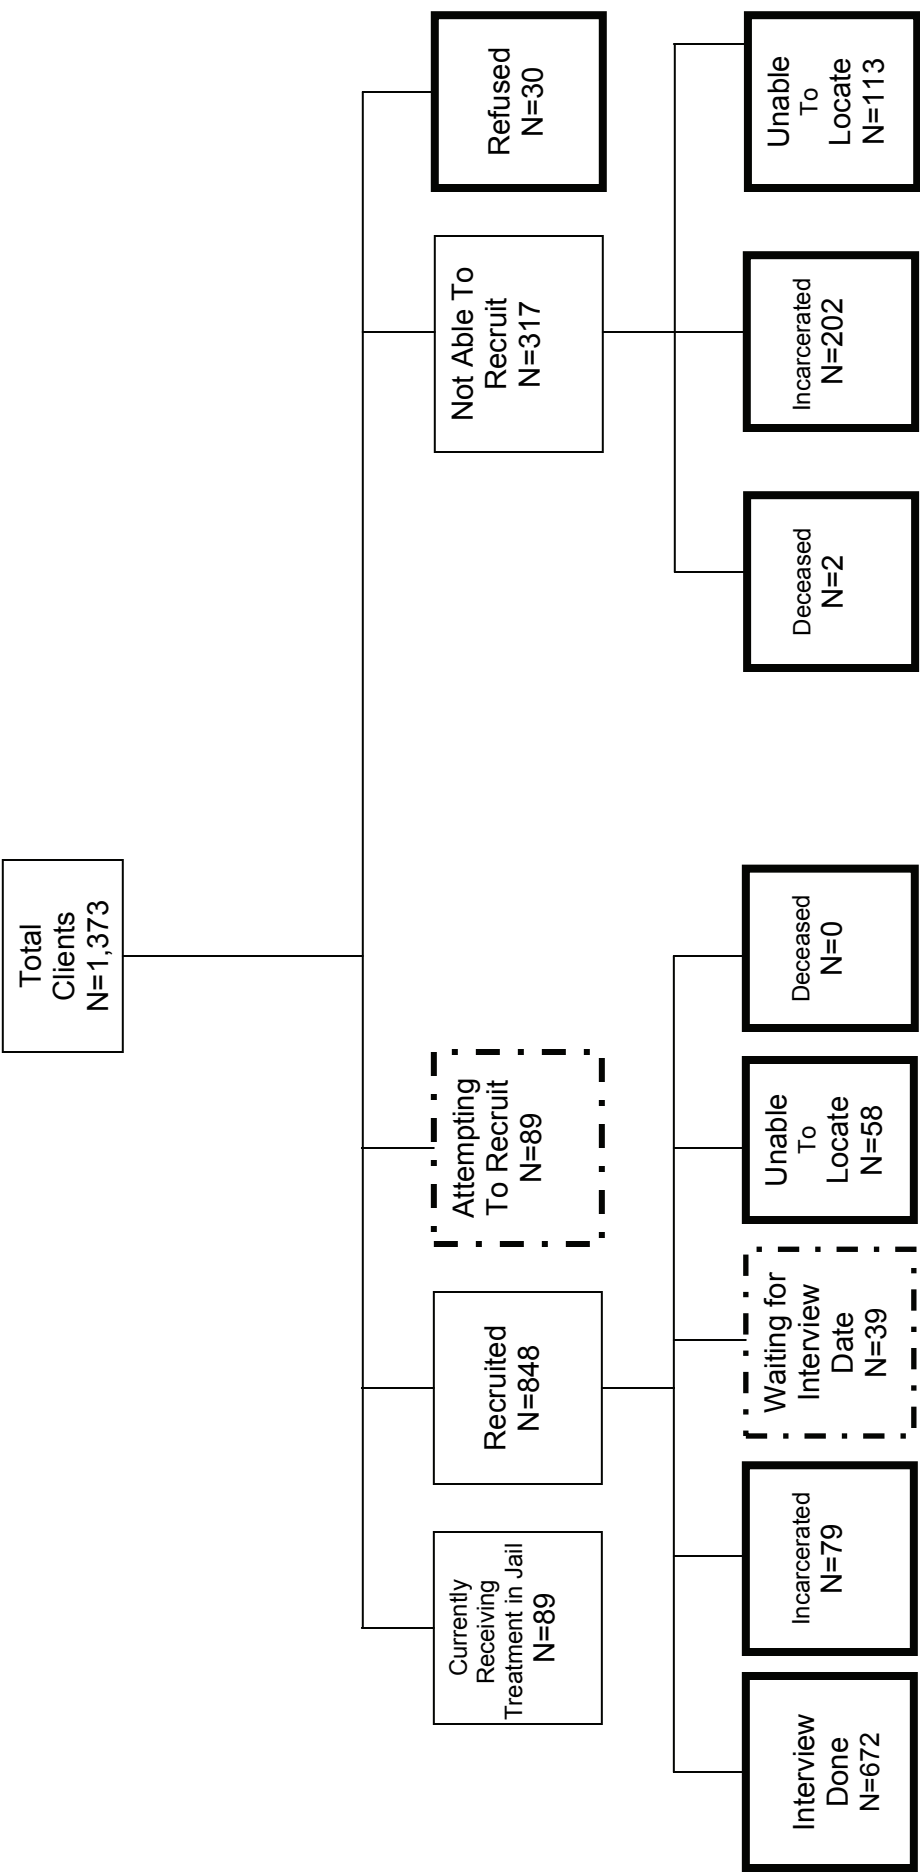 Total
Clients
N=1,373
Currently
Receiving
Treatment in Jail
N=89
Recruited
N=848
Attempting
To Recruit
N=89
Not Able To
Recruit
N=317
Refused
N=30
Interview
Done
N=672
Incarcerated
N=79
Waiting for
Interview
Date
N=39
Unable
To
Locate
N=58
Deceased
N=0
Deceased
N=2
Incarcerated
N=202
Unable
To
Locate
N=113